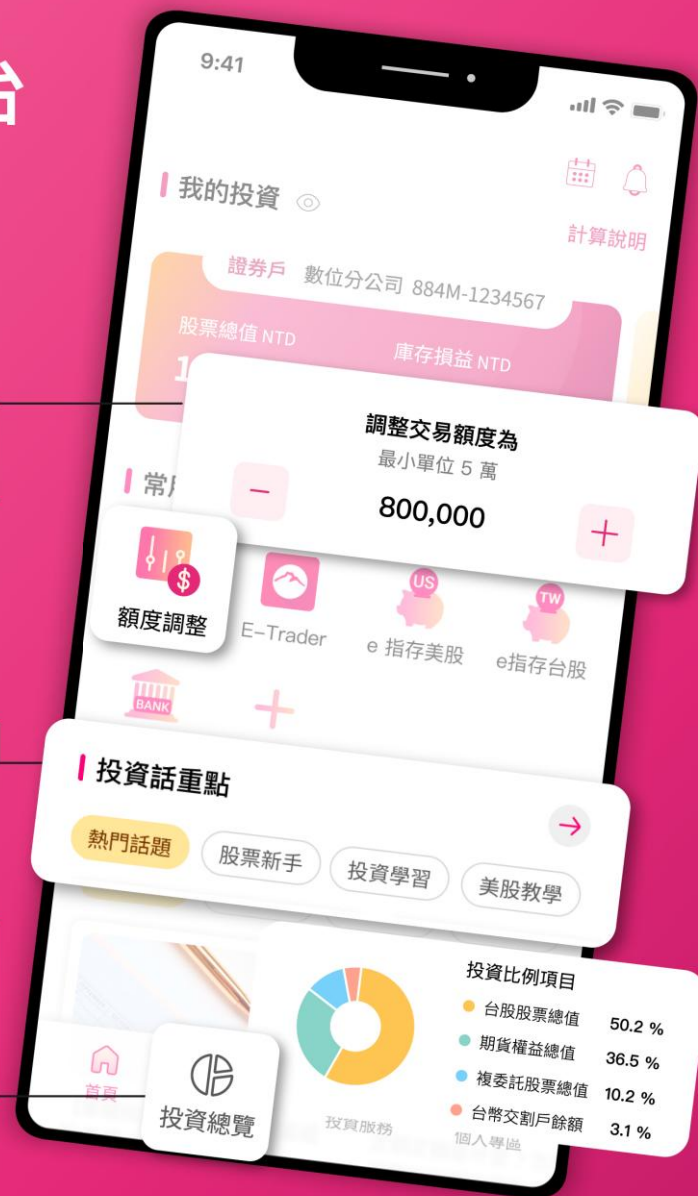 台
9:41
我的投資
計算說明
證券戶 數位分公司 884M-1234567
股票總值 NTD
庫存損益 NTD
1
調整交易額度為
最小單位 5 萬
800,000
常
額度調整
E-Trader
US
e 指存美股
TW
e指存台股
BANK
投資話重點
熱門話題
股票新手
投資學習
美股教學
投資比例項目
台股股票總值 50.2 %
期貨權益總值 36.5 %
複委託股票總值 10.2 %
台幣交割戶餘額 3.1 %
首頁
投資總覽
投資服務
個人專區